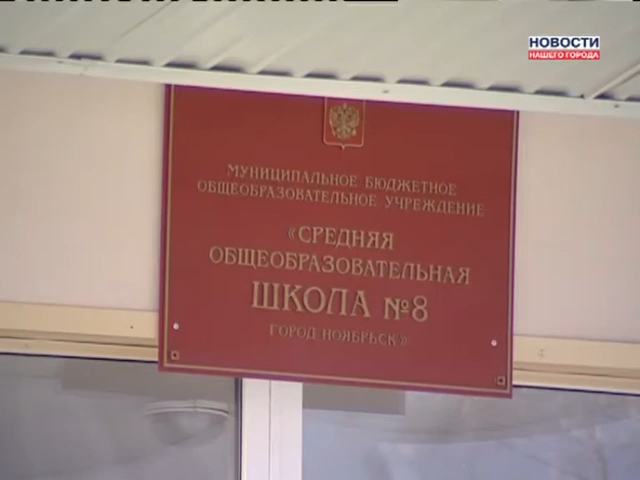 НОВОСТИ
НАШЕГО ГОРОДА
МУНИЦИПАЛЬНОЕ БЮДЖЕТНОЕ
ОБЩЕОБРАЗОВАТЕЛЬНОЕ УЧРЕЖДЕНИЕ
«СРЕДНЯЯ
ОБЩЕОБРАЗОВАТЕЛЬНАЯ
ШКОЛА №8
ГОРОД НОЯБРЬСК»